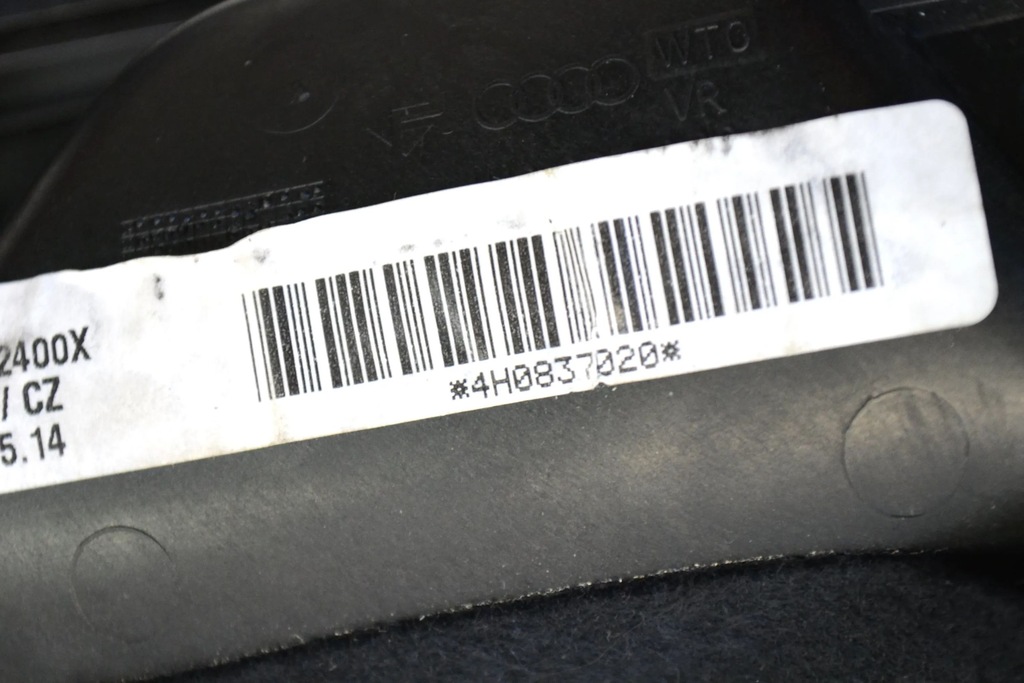 WTC
VR
2400X
/ CZ
5.14
*4H0837020*